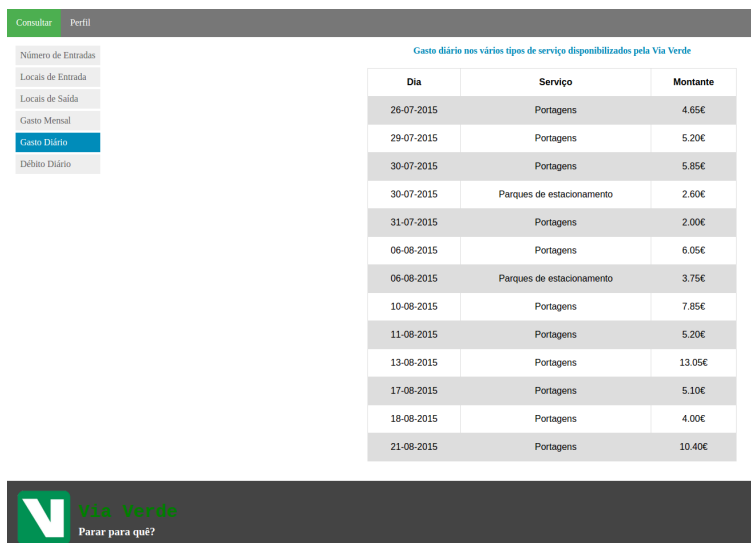 Consultar Perfil
Número de Entradas
Locais de Entrada
Locais de Saída
Gasto Mensal
Gasto Diário
Débito Diário
Gasto diário nos vários tipos de serviço disponibilizados pela Via Verde
Dia Serviço Montante
26-07-2015 Portagens 4.65€
29-07-2015 Portagens 5.20€
30-07-2015 Portagens 5.85€
30-07-2015 Parques de estacionamento 2.60€
31-07-2015 Portagens 2.00€
06-08-2015 Portagens 6.05€
06-08-2015 Parques de estacionamento 3.75€
10-08-2015 Portagens 7.85€
11-08-2015 Portagens 5.20€
13-08-2015 Portagens 13.05€
17-08-2015 Portagens 5.10€
18-08-2015 Portagens 4.00€
21-08-2015 Portagens 10.40€
Via Verde
Parar para quê?